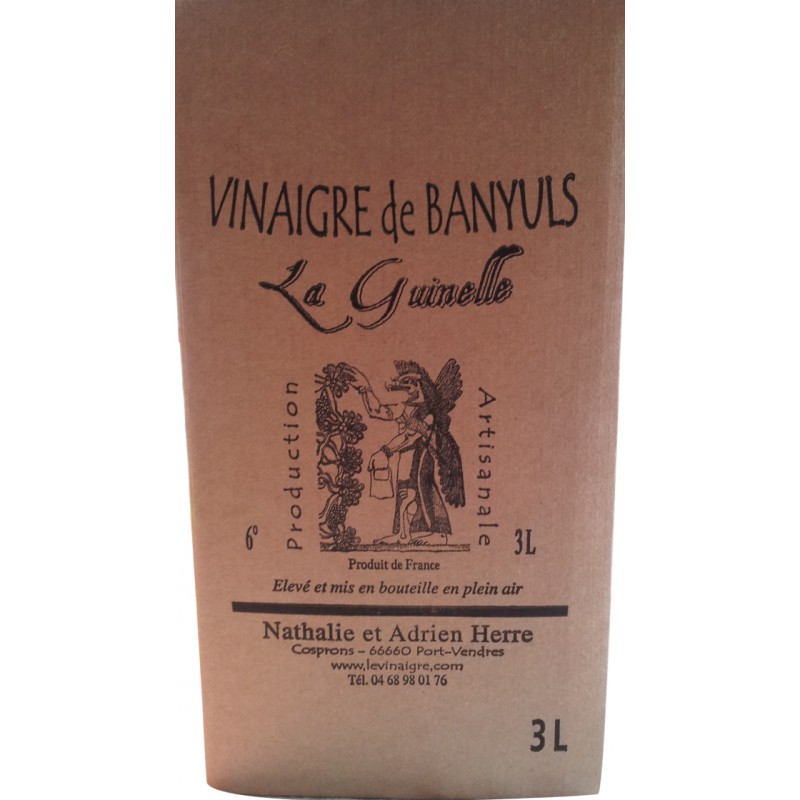 VINAIGRE de BANYULS
La Guinelle
Production
Artisanale
6°
3L
Produit de France
Elevé et mis en bouteille en plein air
Nathalie et Adrien Herre
Cosprons - 66660 Port-Vendres
www.levinaigre.com
Tél. 04 68 98 01 76
3L